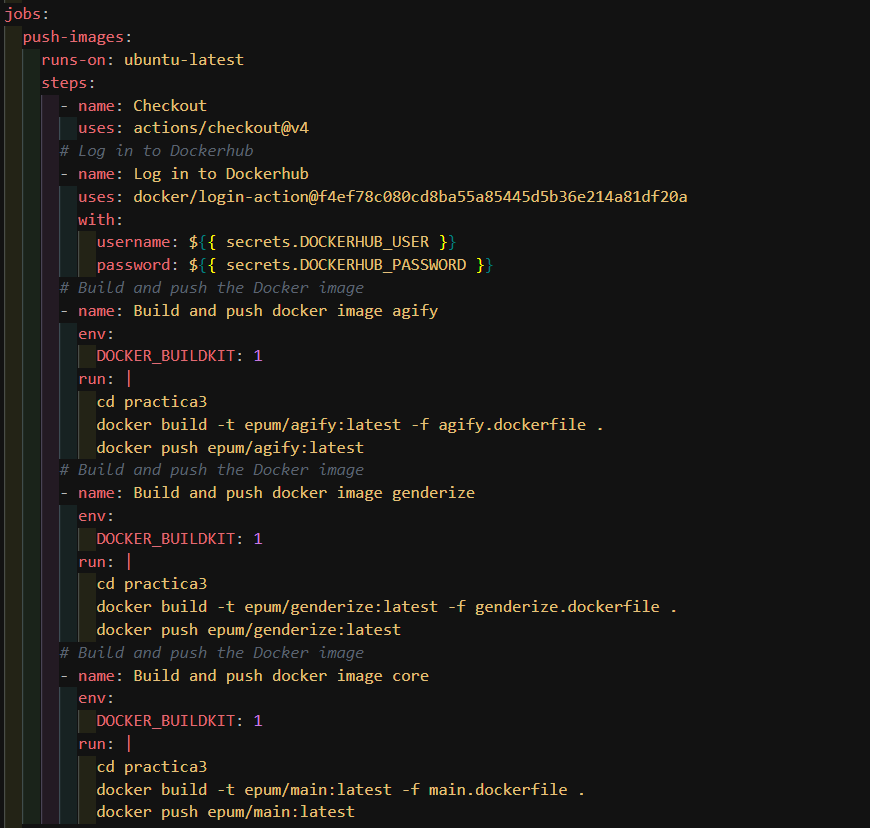 jobs:
push-images:
runs-on: ubuntu-latest
steps:
- name: Checkout
uses: actions/checkout@v4
# Log in to Dockerhub
- name: Log in to Dockerhub
uses: docker/login-action@f4ef78c080cd8ba55a85445d5b36e214a81df20a
with:
username: ${{ secrets.DOCKERHUB_USER }}
password: ${{ secrets.DOCKERHUB_PASSWORD }}
# Build and push the Docker image
- name: Build and push docker image agify
env:
DOCKER_BUILDKIT: 1
run: |
cd practica3
docker build -t epum/agify:latest -f agify.dockerfile .
docker push epum/agify:latest
# Build and push the Docker image
- name: Build and push docker image genderize
env:
DOCKER_BUILDKIT: 1
run: |
cd practica3
docker build -t epum/genderize:latest -f genderize.dockerfile .
docker push epum/genderize:latest
# Build and push the Docker image
- name: Build and push docker image core
env:
DOCKER_BUILDKIT: 1
run: |
cd practica3
docker build -t epum/main:latest -f main.dockerfile .
docker push epum/main:latest